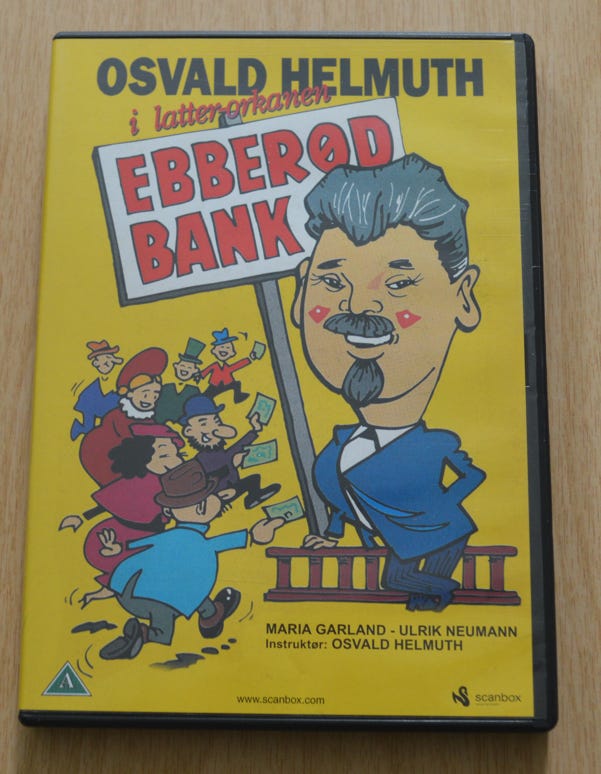 OSVALD HELMUTH
i latter-orkanen
EBBERØD
BANK
MARIA GARLAND - ULRIK NEUMANN
Instruktør: OSVALD HELMUTH
A
www.scanbox.com
scanbox